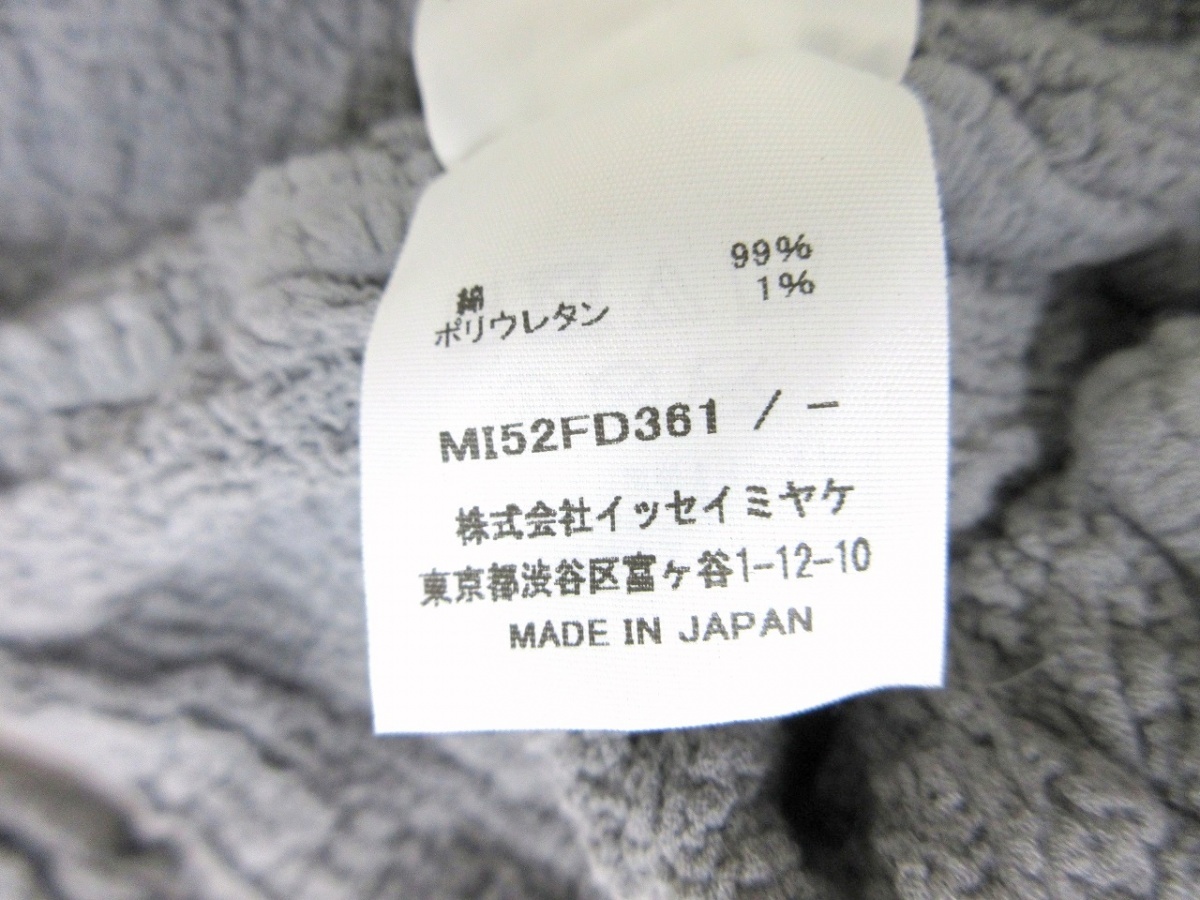 綿 99%
ポリウレタン 1%
MI52FD361 / -
株式会社イッセイミヤケ
東京都渋谷区富ヶ谷1-12-10
MADE IN JAPAN